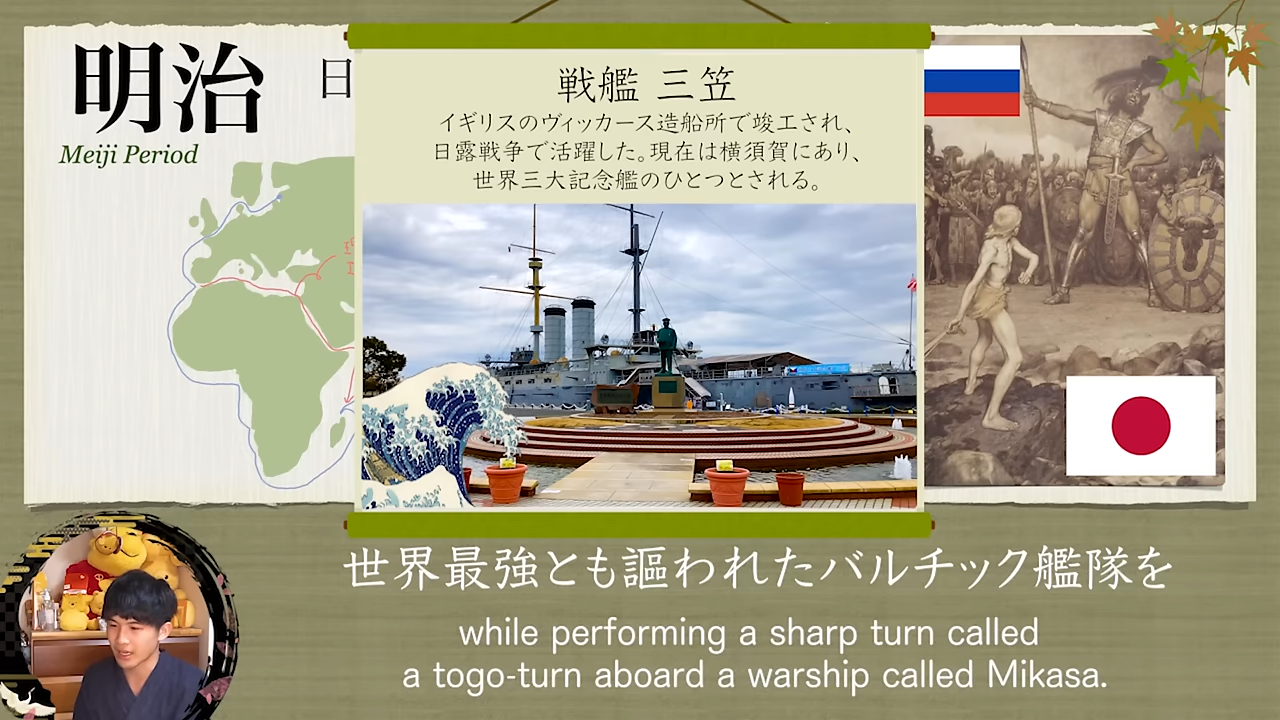 明治
Meiji Period
日
戦艦 三笠
イギリスのヴィッカース造船所で竣工され、
日露戦争で活躍した。現在は横須賀にあり、
世界三大記念艦のひとつとされる。
世界最強とも謳われたバルチック艦隊を
while performing a sharp turn called
a togo-turn aboard a warship called Mikasa.